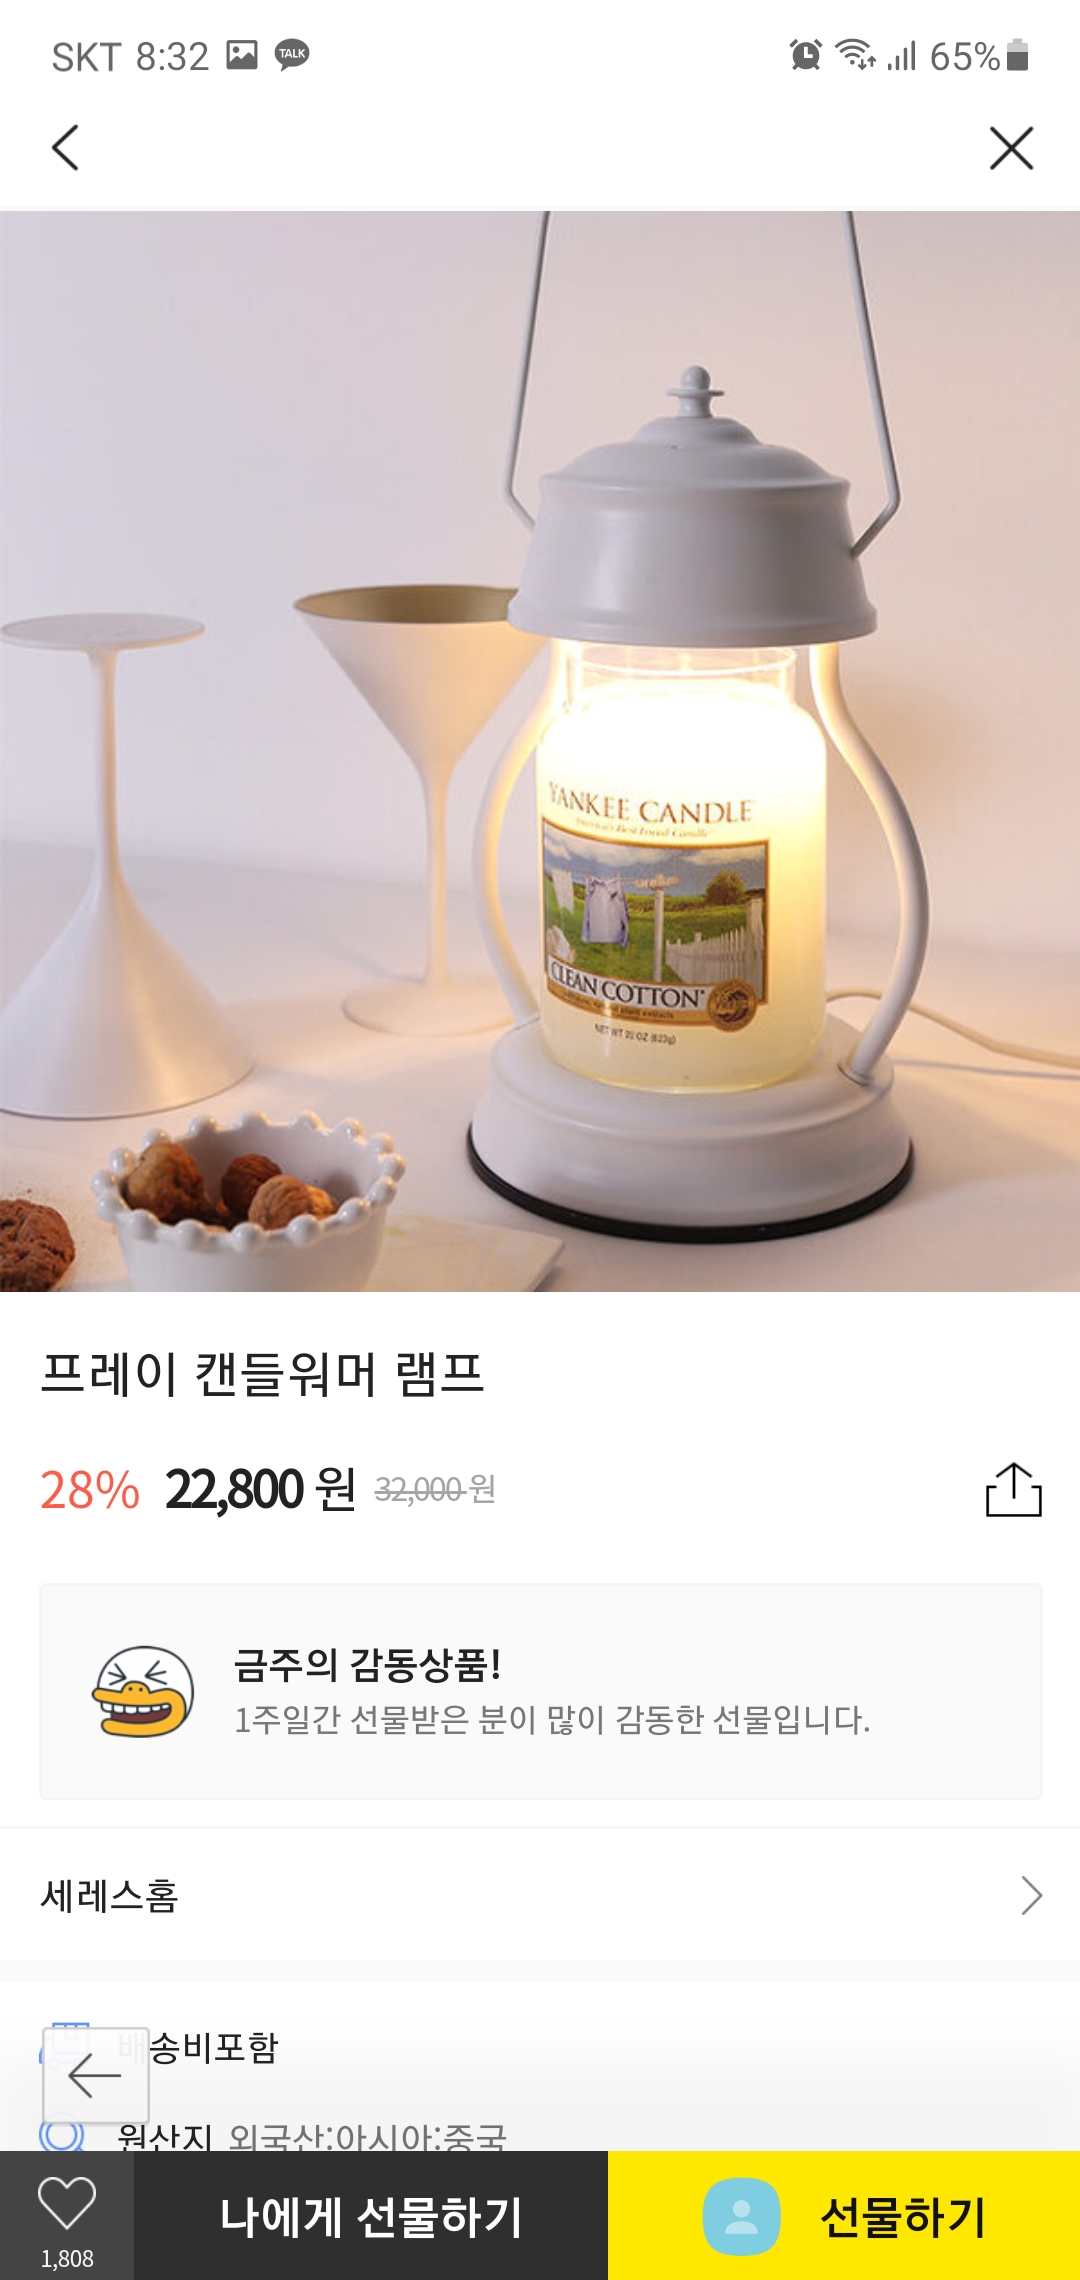 SKT 8:32 TALK 65%
YANKEE CANDLE
America's Best Loved Candle
CLEAN COTTON
NET WT 22 OZ (623g)
프레이 캔들워머 램프
28% 22,800 원 32,000 원
금주의 감동상품!
1주일간 선물받은 분이 많이 감동한 선물입니다.
세레스홈
배송비포함
원산지 외국산:아시아:중국
1,808
나에게 선물하기
선물하기